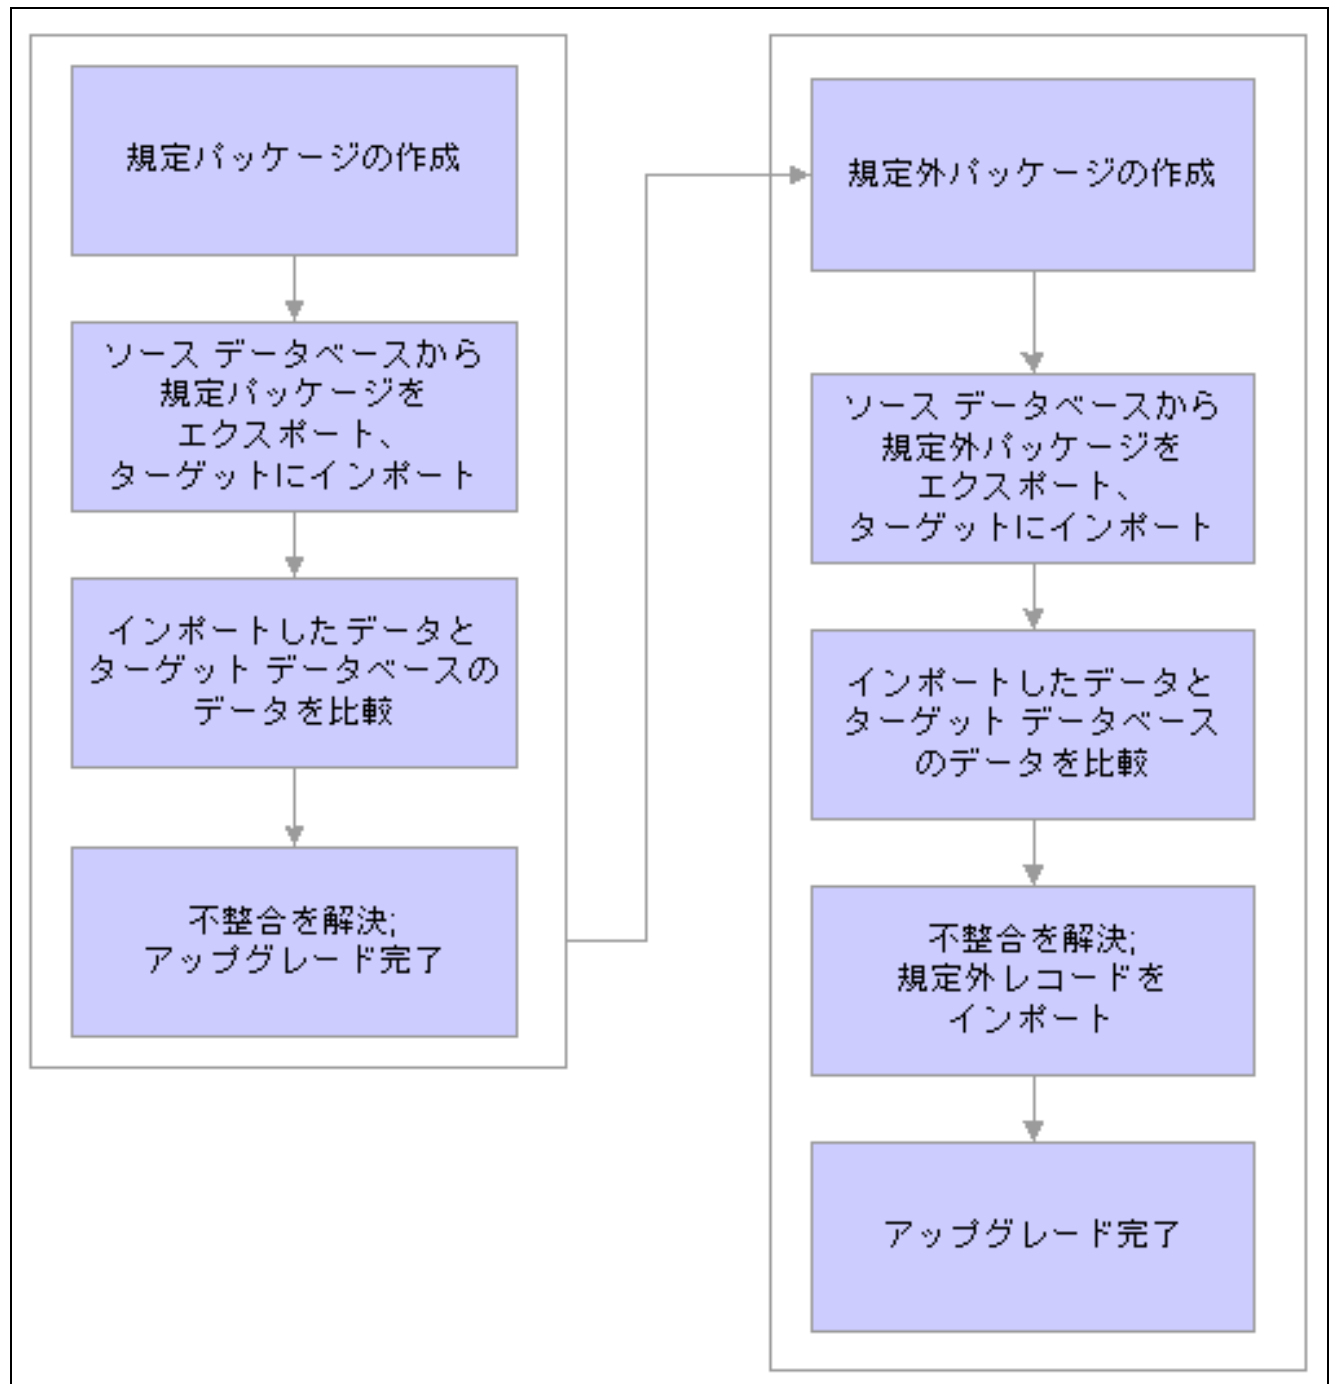 規定パッケージの作成
ソース データベースから
規定パッケージを
エクスポート、
ターゲットにインポート
インポートしたデータと
ターゲット データベースの
データを比較
不整合を解決;
アップグレード完了
規定外パッケージの作成
ソース データベースから
規定外パッケージを
エクスポート、
ターゲットにインポート
インポートしたデータと
ターゲット データベース
のデータを比較
不整合を解決;
規定外レコードを
インポート
アップグレード完了